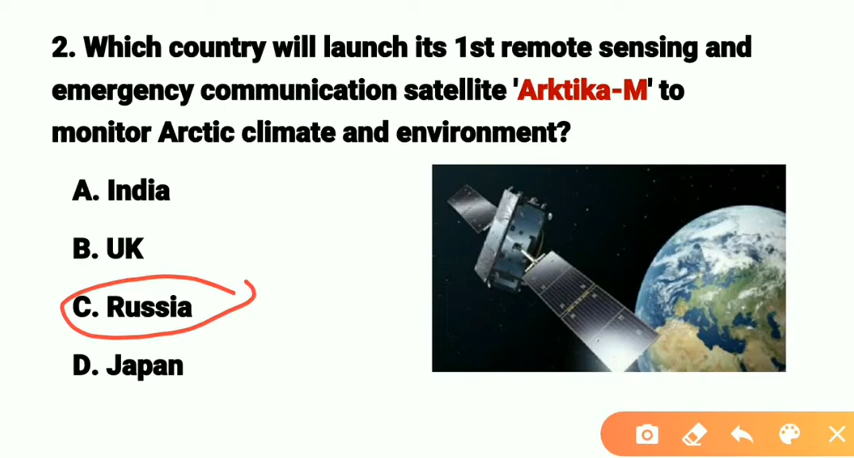 2. Which country will launch its 1st remote sensing and
emergency communication satellite 'Arktika-M' to
monitor Arctic climate and environment?
A. India
B. UK
C. Russia
D. Japan